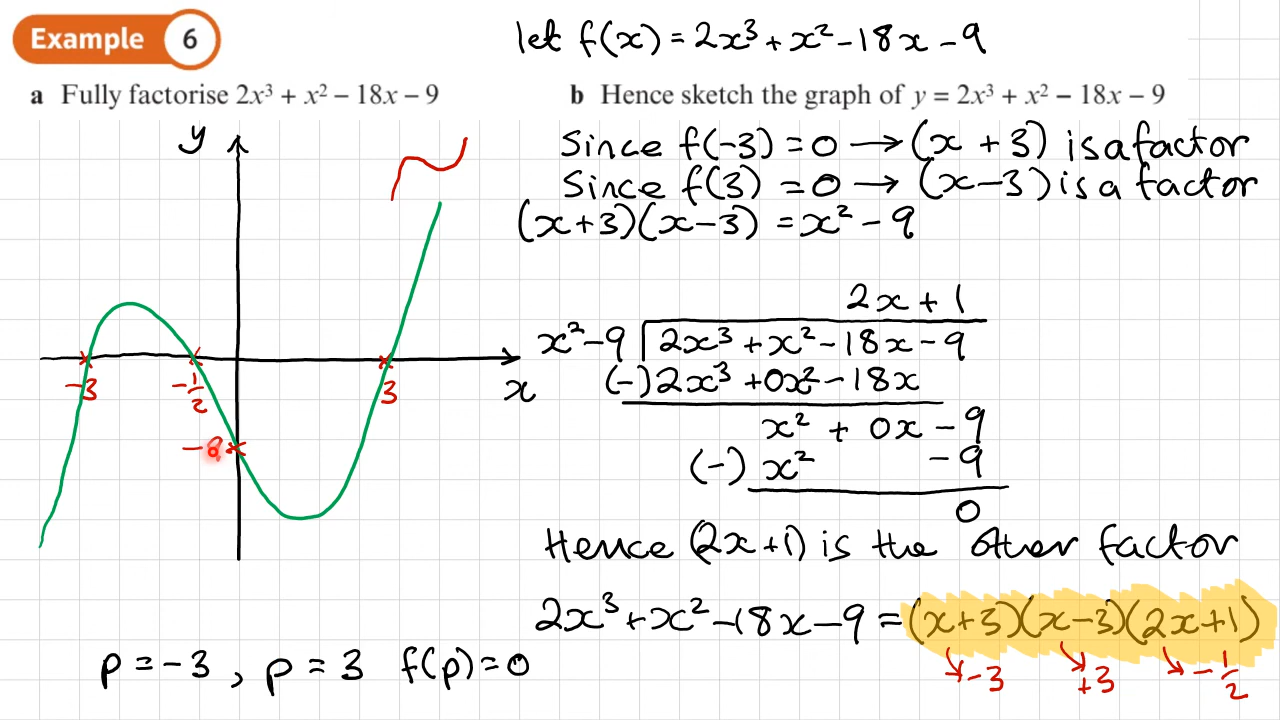 Example 6
let f(x) = 2x³ + x² - 18x - 9
a Fully factorise 2x³ + x² – 18x – 9
b Hence sketch the graph of y = 2x³ + x² – 18x – 9
y
x
-3
-1/2
3
-9
Since f(-3) = 0 → (x + 3) is a factor
Since f(3) = 0 → (x-3) is a factor
(x+3)(x-3) = x² - 9
2x + 1
x²-9 2x³ + x² - 18x - 9
(-) 2x³ + 0x² - 18x
x² + 0x - 9
(-) x² - 9
0
Hence (2x+1) is the other factor
2x³ + x² - 18x - 9 = (x+3)(x-3)(2x+1)
→ -3 → +3 → -1/2
p = -3, p = 3 f(p) = 0